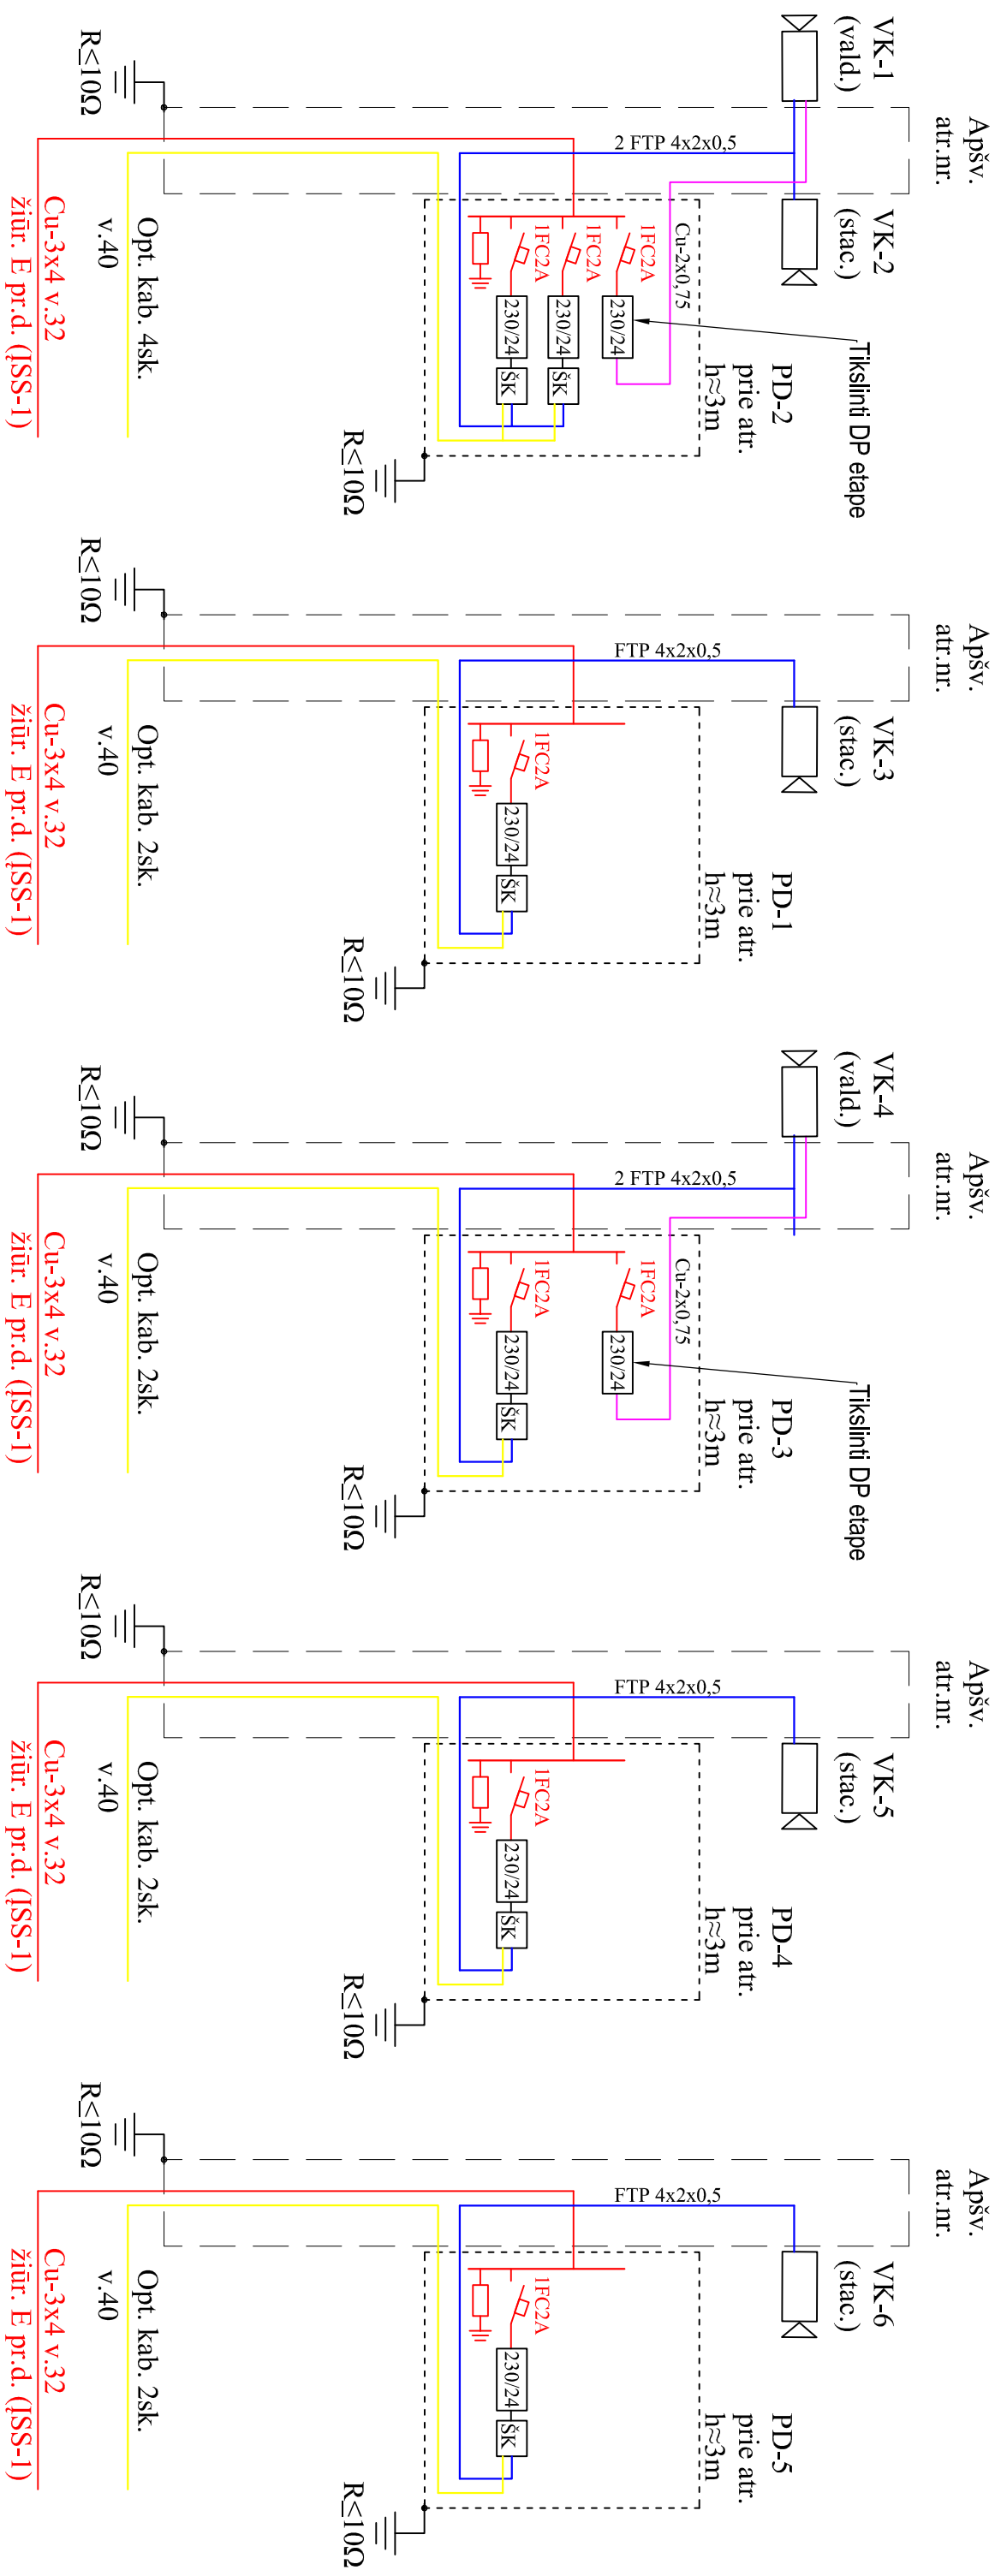 VK-1
(vald.)
Apšv.
atr.nr.
VK-2
(stac.)
2 FTP 4x2x0,5
Cu-2x0,75
1FC2A
1FC2A
1FC2A
230/24
230/24
230/24
ŠK
ŠK
Tikslinti DP etape
PD-2
prie atr.
h≈3m
R≤10Ω
R≤10Ω
Opt. kab. 4sk.
v.40
Cu-3x4 v.32
žiūr. E pr.d. (ĮSS-1)
Apšv.
atr.nr.
VK-3
(stac.)
FTP 4x2x0,5
1FC2A
230/24
ŠK
PD-1
prie atr.
h≈3m
R≤10Ω
R≤10Ω
Opt. kab. 2sk.
v.40
Cu-3x4 v.32
žiūr. E pr.d. (ĮSS-1)
VK-4
(vald.)
Apšv.
atr.nr.
2 FTP 4x2x0,5
Cu-2x0,75
1FC2A
1FC2A
230/24
230/24
ŠK
Tikslinti DP etape
PD-3
prie atr.
h≈3m
R≤10Ω
R≤10Ω
Opt. kab. 2sk.
v.40
Cu-3x4 v.32
žiūr. E pr.d. (ĮSS-1)
Apšv.
atr.nr.
VK-5
(stac.)
FTP 4x2x0,5
1FC2A
230/24
ŠK
PD-4
prie atr.
h≈3m
R≤10Ω
R≤10Ω
Opt. kab. 2sk.
v.40
Cu-3x4 v.32
žiūr. E pr.d. (ĮSS-1)
Apšv.
atr.nr.
VK-6
(stac.)
FTP 4x2x0,5
1FC2A
230/24
ŠK
PD-5
prie atr.
h≈3m
R≤10Ω
R≤10Ω
Opt. kab. 2sk.
v.40
Cu-3x4 v.32
žiūr. E pr.d. (ĮSS-1)